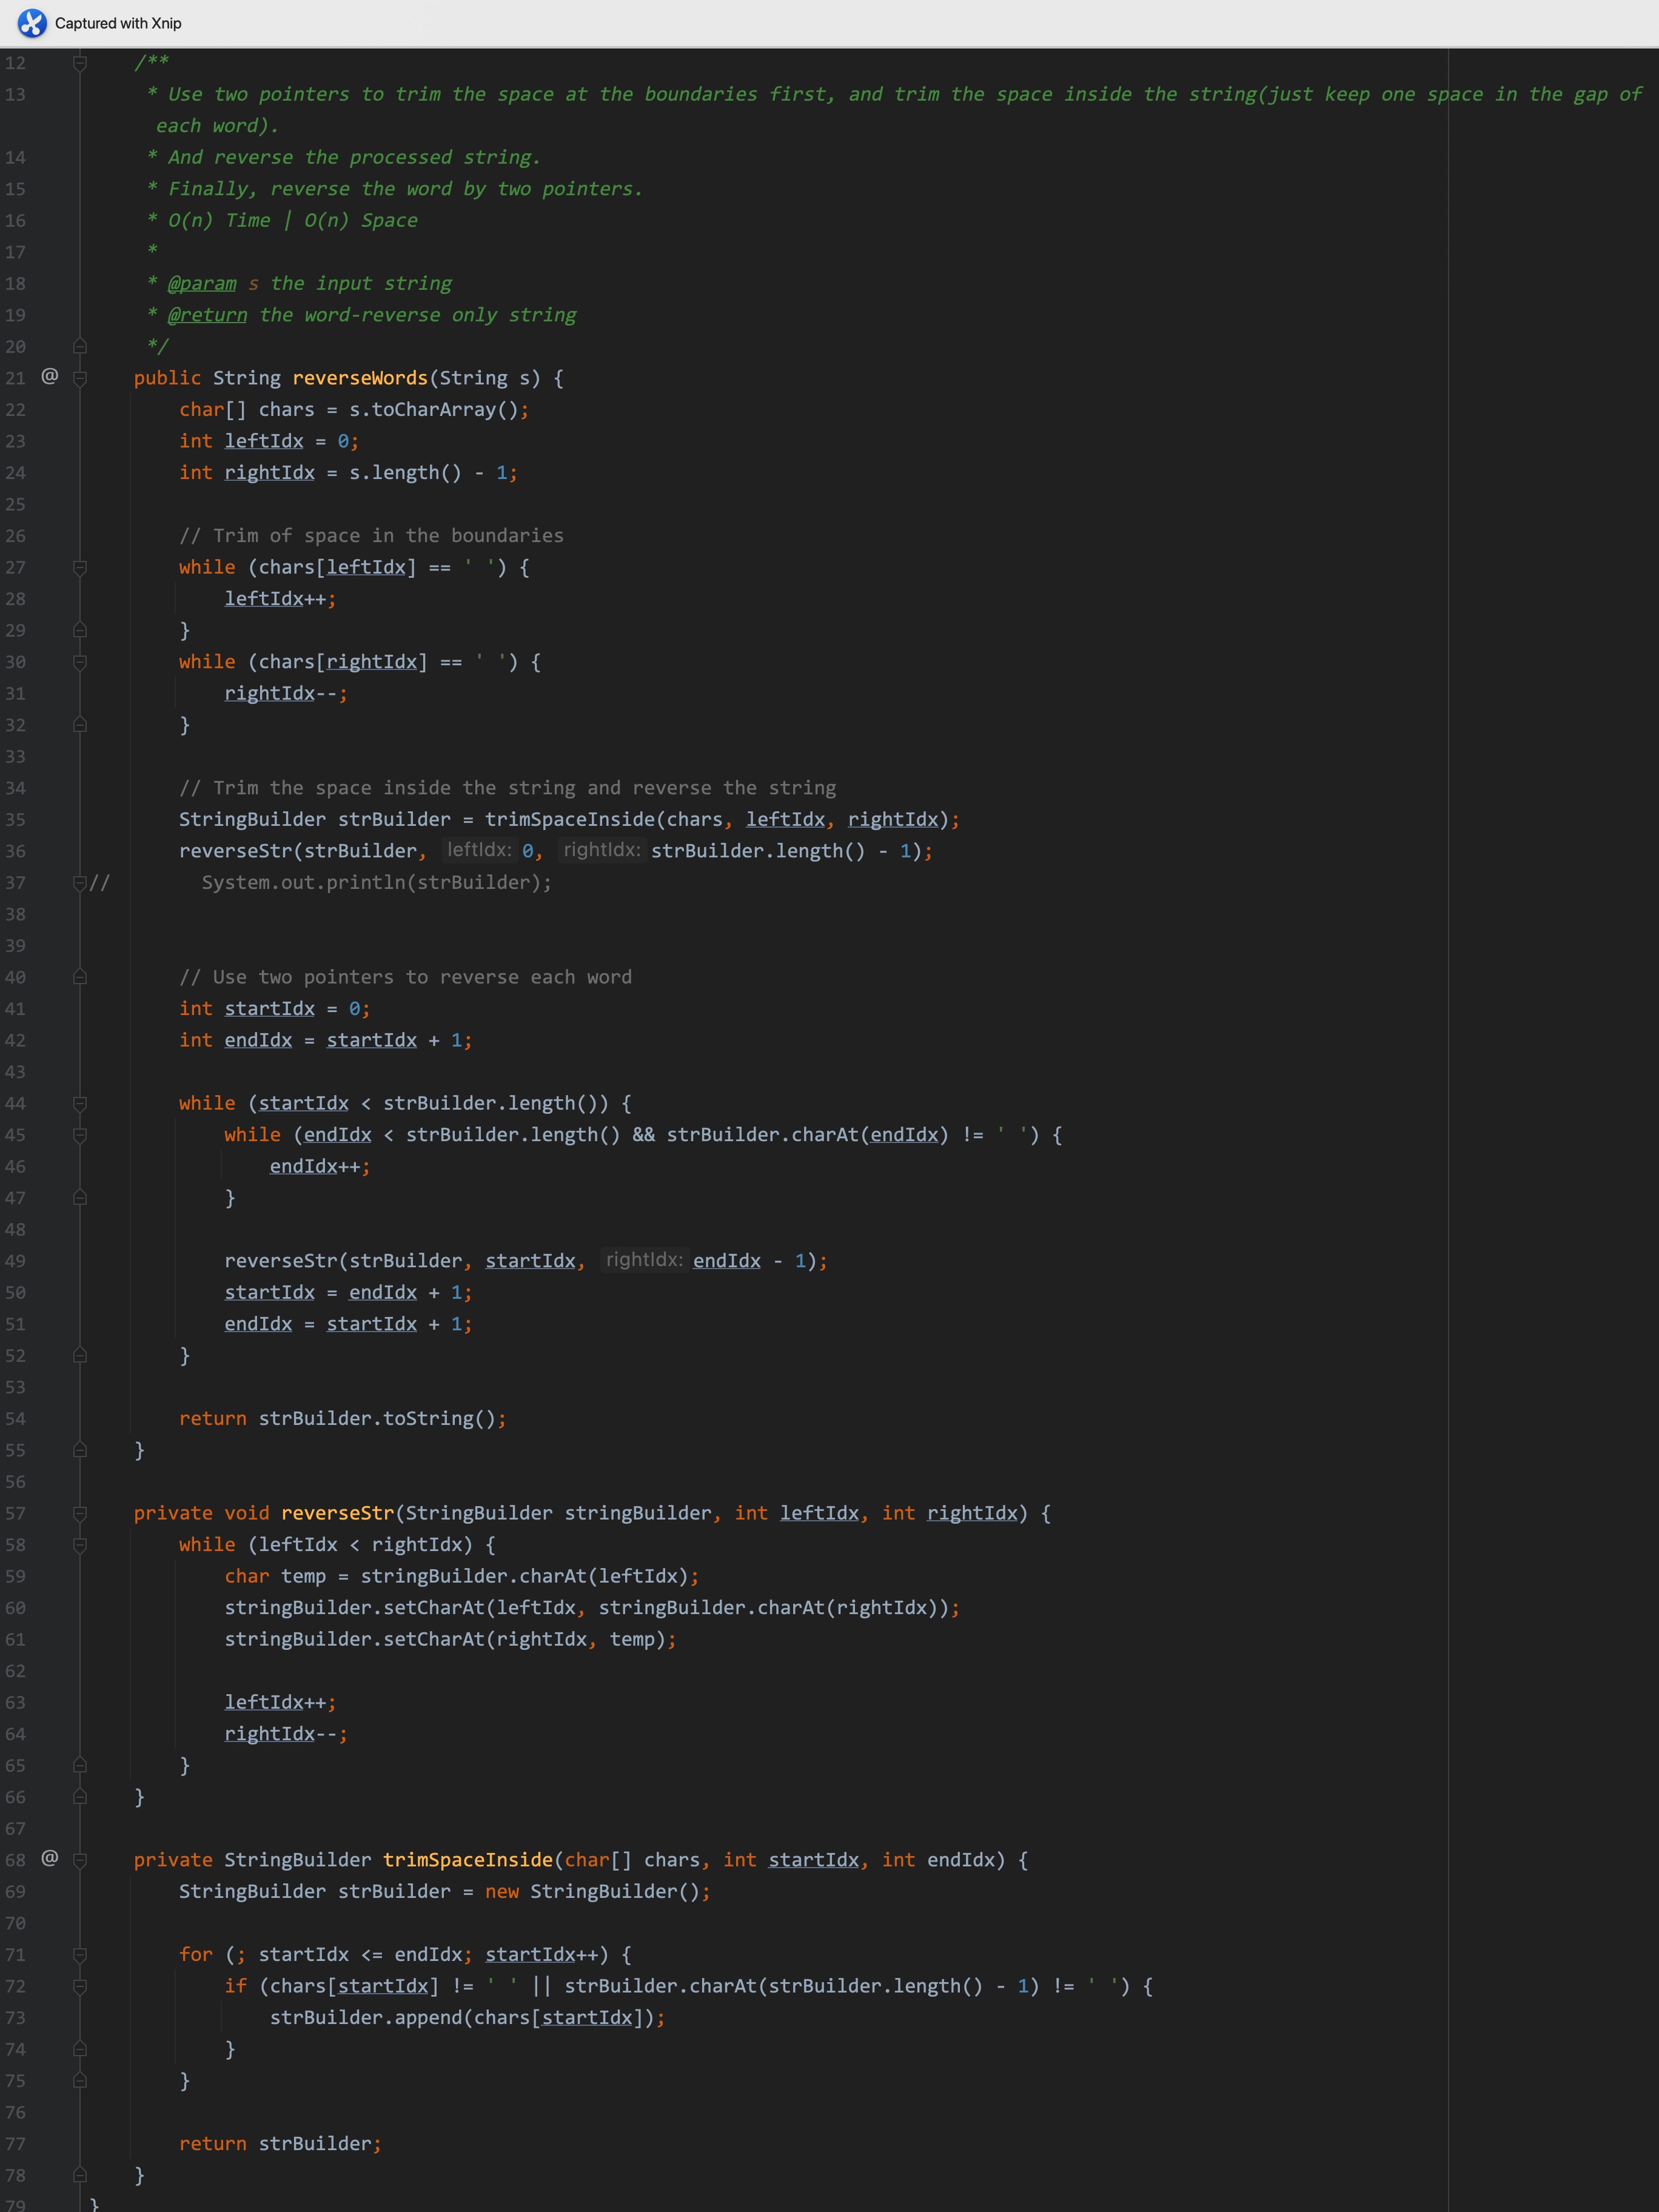 Captured with Xnip
12 /**
13 * Use two pointers to trim the space at the boundaries first, and trim the space inside the string(just keep one space in the gap of
each word).
14 * And reverse the processed string.
15 * Finally, reverse the word by two pointers.
16 * O(n) Time | O(n) Space
17 *
18 * @param s the input string
19 * @return the word-reverse only string
20 */
21 @ public String reverseWords(String s) {
22 char[] chars = s.toCharArray();
23 int leftIdx = 0;
24 int rightIdx = s.length() - 1;
25
26 // Trim of space in the boundaries
27 while (chars[leftIdx] == ' ') {
28 leftIdx++;
29 }
30 while (chars[rightIdx] == ' ') {
31 rightIdx--;
32 }
33
34 // Trim the space inside the string and reverse the string
35 StringBuilder strBuilder = trimSpaceInside(chars, leftIdx, rightIdx);
36 reverseStr(strBuilder, leftIdx: 0, rightIdx: strBuilder.length() - 1);
37 // System.out.println(strBuilder);
38
39
40 // Use two pointers to reverse each word
41 int startIdx = 0;
42 int endIdx = startIdx + 1;
43
44 while (startIdx < strBuilder.length()) {
45 while (endIdx < strBuilder.length() && strBuilder.charAt(endIdx) != ' ') {
46 endIdx++;
47 }
48
49 reverseStr(strBuilder, startIdx, rightIdx: endIdx - 1);
50 startIdx = endIdx + 1;
51 endIdx = startIdx + 1;
52 }
53
54 return strBuilder.toString();
55 }
56
57 private void reverseStr(StringBuilder stringBuilder, int leftIdx, int rightIdx) {
58 while (leftIdx < rightIdx) {
59 char temp = stringBuilder.charAt(leftIdx);
60 stringBuilder.setCharAt(leftIdx, stringBuilder.charAt(rightIdx));
61 stringBuilder.setCharAt(rightIdx, temp);
62
63 leftIdx++;
64 rightIdx--;
65 }
66 }
67
68 @ private StringBuilder trimSpaceInside(char[] chars, int startIdx, int endIdx) {
69 StringBuilder strBuilder = new StringBuilder();
70
71 for (; startIdx <= endIdx; startIdx++) {
72 if (chars[startIdx] != ' ' || strBuilder.charAt(strBuilder.length() - 1) != ' ') {
73 strBuilder.append(chars[startIdx]);
74 }
75 }
76
77 return strBuilder;
78 }
79 }